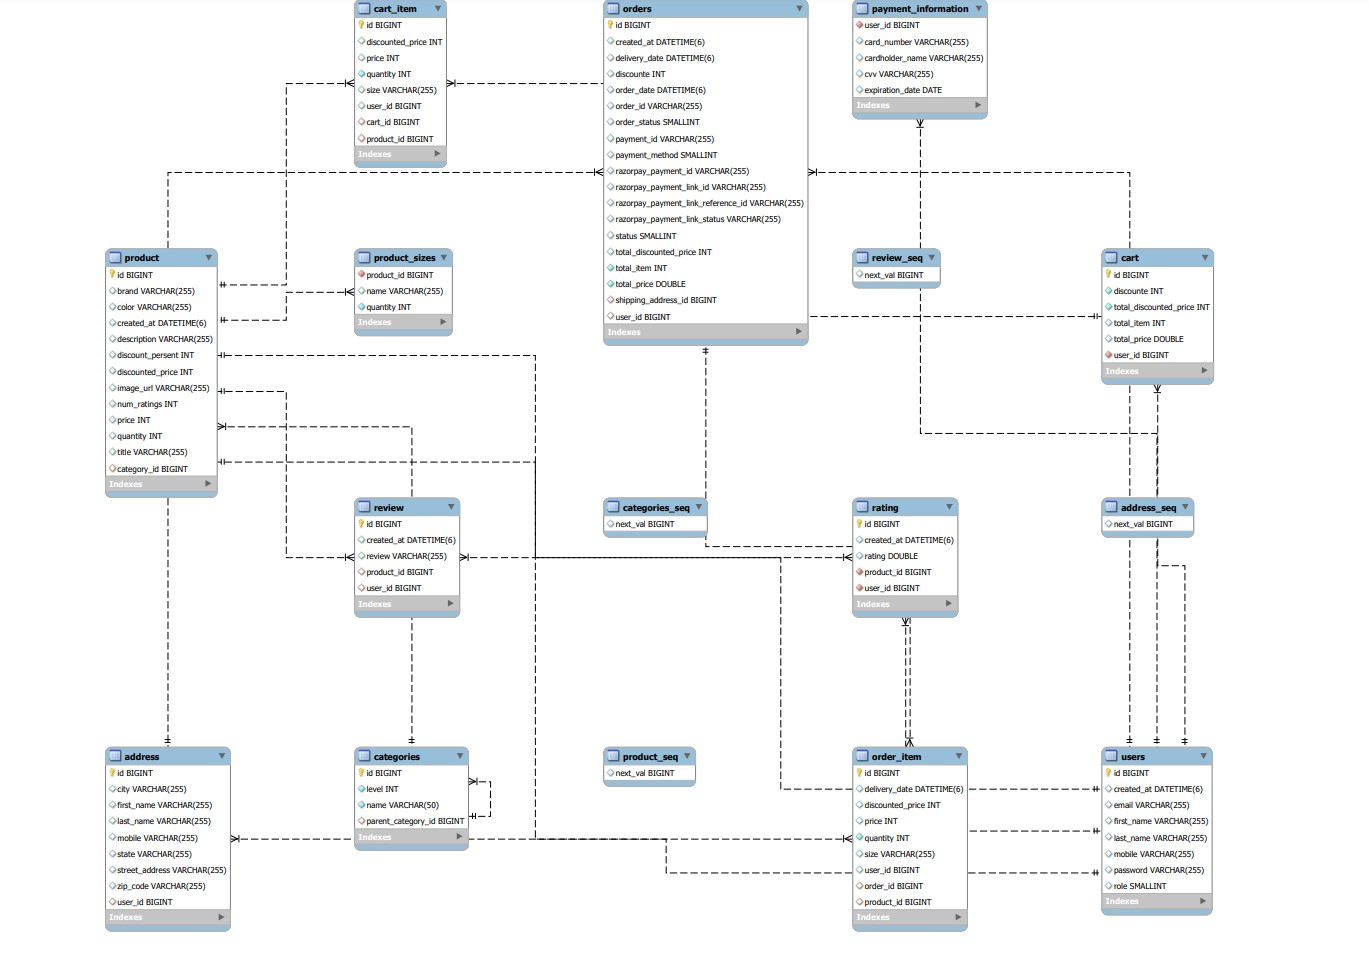 cart_item
id BIGINT
discounted_price INT
price INT
quantity INT
size VARCHAR(255)
user_id BIGINT
cart_id BIGINT
product_id BIGINT
Indexes
orders
id BIGINT
created_at DATETIME(6)
delivery_date DATETIME(6)
discounte INT
order_date DATETIME(6)
order_id VARCHAR(255)
order_status SMALLINT
payment_id VARCHAR(255)
payment_method SMALLINT
razorpay_payment_id VARCHAR(255)
razorpay_payment_link_id VARCHAR(255)
razorpay_payment_link_reference_id VARCHAR(255)
razorpay_payment_link_status VARCHAR(255)
status SMALLINT
total_discounted_price INT
total_item INT
total_price DOUBLE
shipping_address_id BIGINT
user_id BIGINT
Indexes
payment_information
user_id BIGINT
card_number VARCHAR(255)
cardholder_name VARCHAR(255)
cvv VARCHAR(255)
expiration_date DATE
Indexes
product
id BIGINT
brand VARCHAR(255)
color VARCHAR(255)
created_at DATETIME(6)
description VARCHAR(255)
discount_persent INT
discounted_price INT
image_url VARCHAR(255)
num_ratings INT
price INT
quantity INT
title VARCHAR(255)
category_id BIGINT
Indexes
product_sizes
product_id BIGINT
name VARCHAR(255)
quantity INT
Indexes
review_seq
next_val BIGINT
cart
id BIGINT
discounte INT
total_discounted_price INT
total_item INT
total_price DOUBLE
user_id BIGINT
Indexes
review
id BIGINT
created_at DATETIME(6)
review VARCHAR(255)
product_id BIGINT
user_id BIGINT
Indexes
categories_seq
next_val BIGINT
rating
id BIGINT
created_at DATETIME(6)
rating DOUBLE
product_id BIGINT
user_id BIGINT
Indexes
address_seq
next_val BIGINT
address
id BIGINT
city VARCHAR(255)
first_name VARCHAR(255)
last_name VARCHAR(255)
mobile VARCHAR(255)
state VARCHAR(255)
street_address VARCHAR(255)
zip_code VARCHAR(255)
user_id BIGINT
Indexes
categories
id BIGINT
level INT
name VARCHAR(50)
parent_category_id BIGINT
Indexes
product_seq
next_val BIGINT
order_item
id BIGINT
delivery_date DATETIME(6)
discounted_price INT
price INT
quantity INT
size VARCHAR(255)
user_id BIGINT
order_id BIGINT
product_id BIGINT
Indexes
users
id BIGINT
created_at DATETIME(6)
email VARCHAR(255)
first_name VARCHAR(255)
last_name VARCHAR(255)
mobile VARCHAR(255)
password VARCHAR(255)
role SMALLINT
Indexes